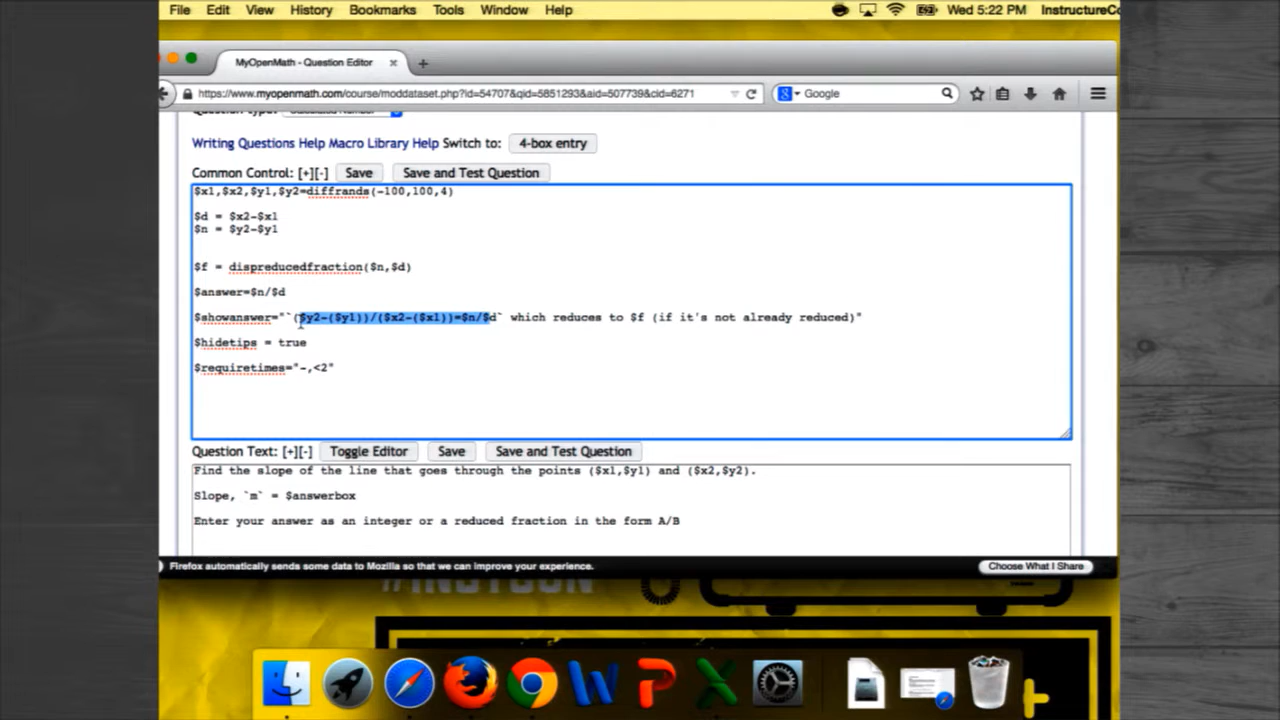 File Edit View History Bookmarks Tools Window Help Wed 5:22 PM InstructureCo
MyOpenMath - Question Editor
https://www.myopenmath.com/course/moddataset.php?id=54707&qid=5851293&aid=507739&cid=6271
Google
Writing Questions Help Macro Library Help Switch to: 4-box entry
Common Control: [+][-] Save Save and Test Question
$x1,$x2,$y1,$y2=diffrands(-100,100,4)
$d = $x2-$x1
$n = $y2-$y1
$f = dispreducedfraction($n,$d)
$answer=$n/$d
$showanswer="`($y2-($y1))/($x2-($x1))=$n/$d` which reduces to $f (if it's not already reduced)"
$hidetips = true
$requiretimes="-,<2"
Question Text: [+][-] Toggle Editor Save Save and Test Question
Find the slope of the line that goes through the points ($x1,$y1) and ($x2,$y2).
Slope, `m` = $answerbox
Enter your answer as an integer or a reduced fraction in the form A/B
Firefox automatically sends some data to Mozilla so that we can improve your experience. Choose What I Share